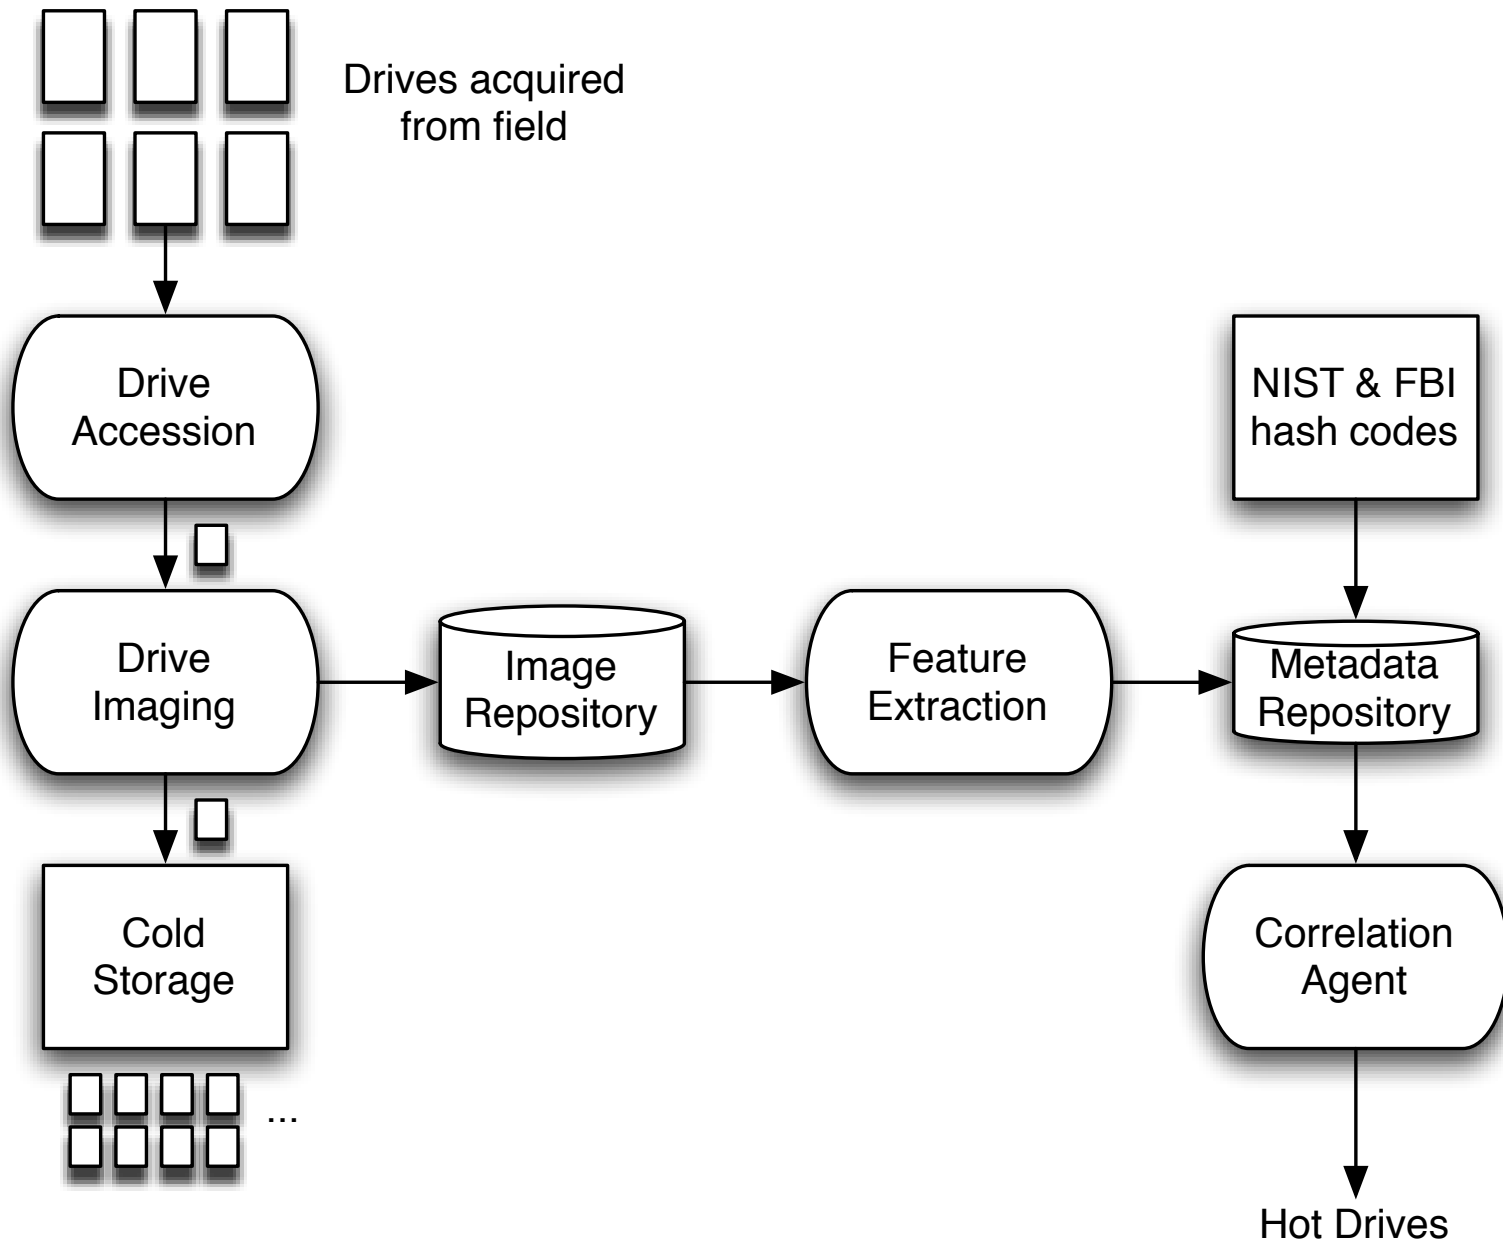 Drives acquired
from field
Drive
Accession
NIST & FBI
hash codes
Drive
Imaging
Image
Repository
Feature
Extraction
Metadata
Repository
Cold
Storage
Correlation
Agent
...
Hot Drives